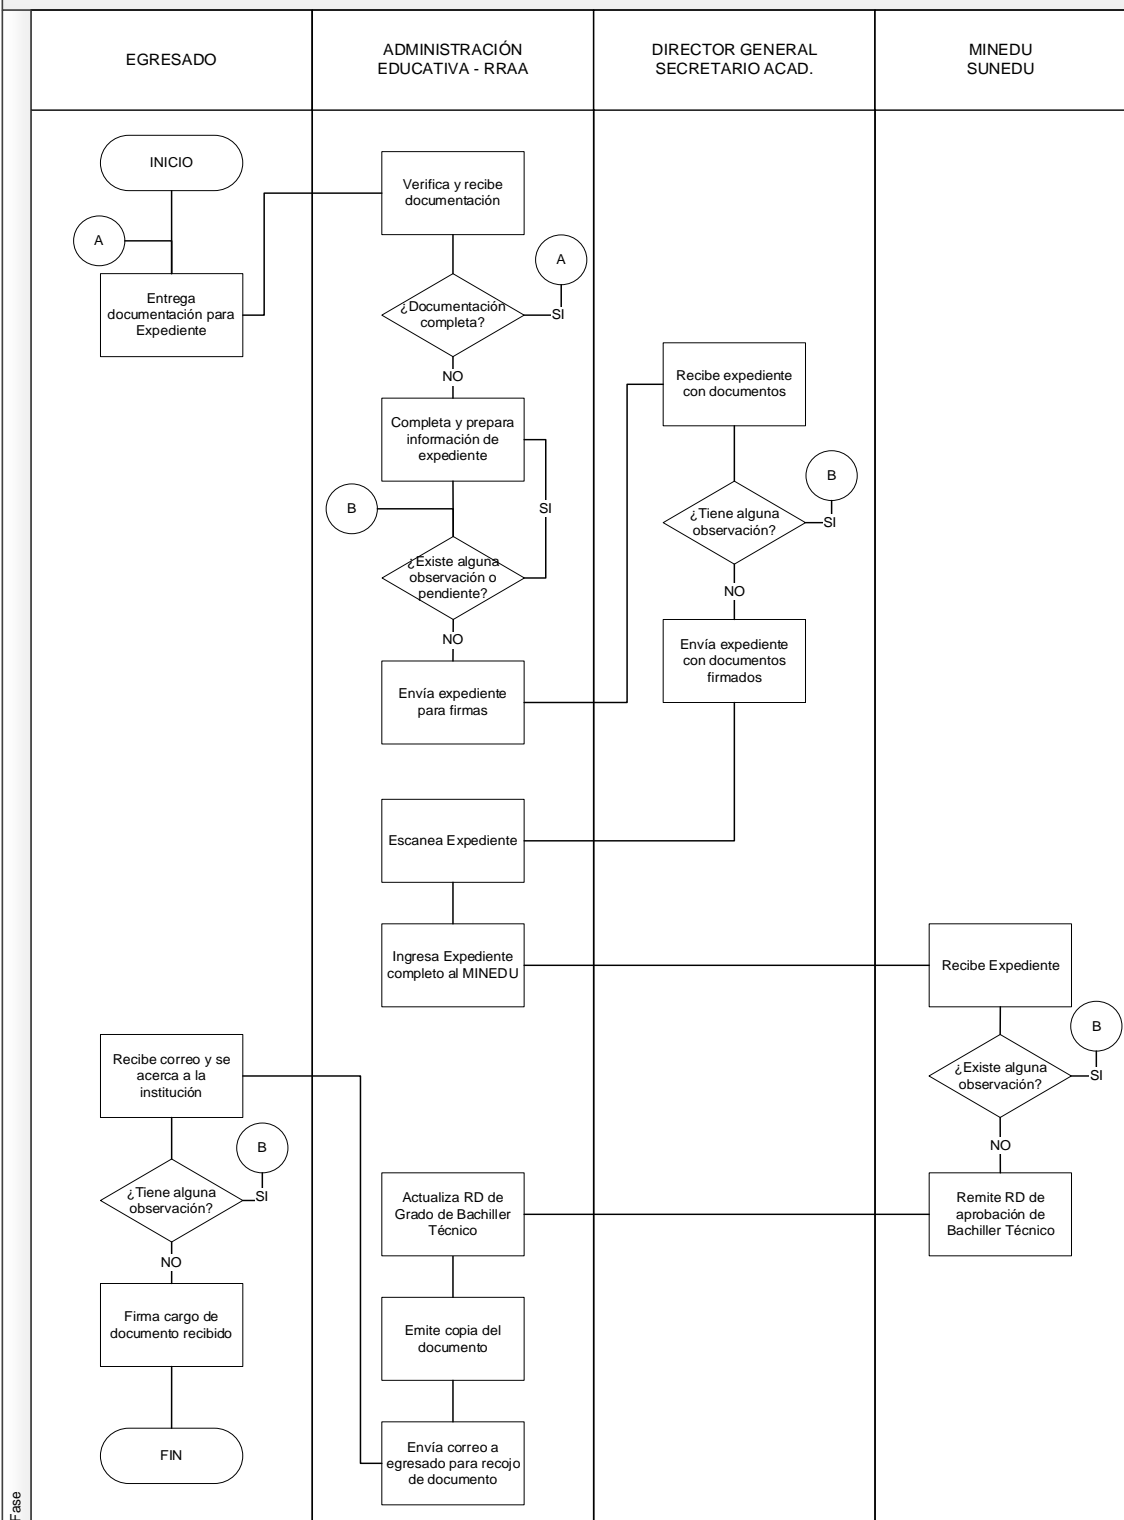 EGRESADO
ADMINISTRACIÓN
EDUCATIVA - RRAA
DIRECTOR GENERAL
SECRETARIO ACAD.
MINEDU
SUNEDU
INICIO
A
Entrega
documentación para
Expediente
Verifica y recibe
documentación
A
¿Documentación
completa?
SI
NO
Completa y prepara
información de
expediente
B
SI
¿Existe alguna
observación o
pendiente?
NO
Envía expediente
para firmas
Recibe expediente
con documentos
B
¿Tiene alguna
observación?
SI
NO
Envía expediente
con documentos
firmados
Escanea Expediente
Ingresa Expediente
completo al MINEDU
Recibe Expediente
B
¿Existe alguna
observación?
SI
NO
Remite RD de
aprobación de
Bachiller Técnico
Actualiza RD de
Grado de Bachiller
Técnico
Emite copia del
documento
Envía correo a
egresado para recojo
de documento
Recibe correo y se
acerca a la
institución
B
¿Tiene alguna
observación?
SI
NO
Firma cargo de
documento recibido
FIN
Fase